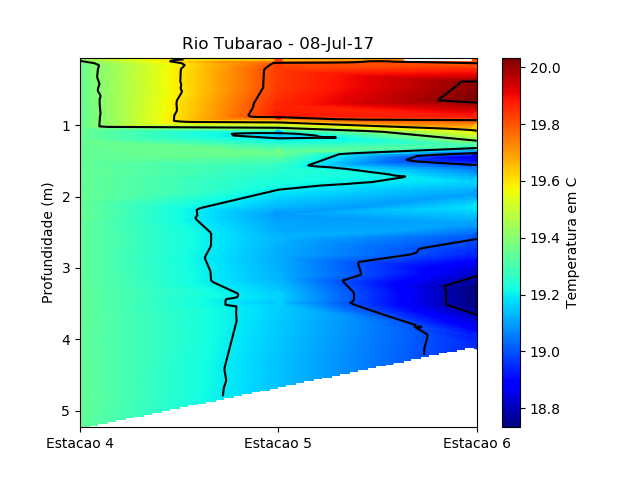 Rio Tubarao - 08-Jul-17
Profundidade (m)
1
2
3
4
5
Estacao 4
Estacao 5
Estacao 6
20.0
19.8
19.6
19.4
19.2
19.0
18.8
Temperatura em C